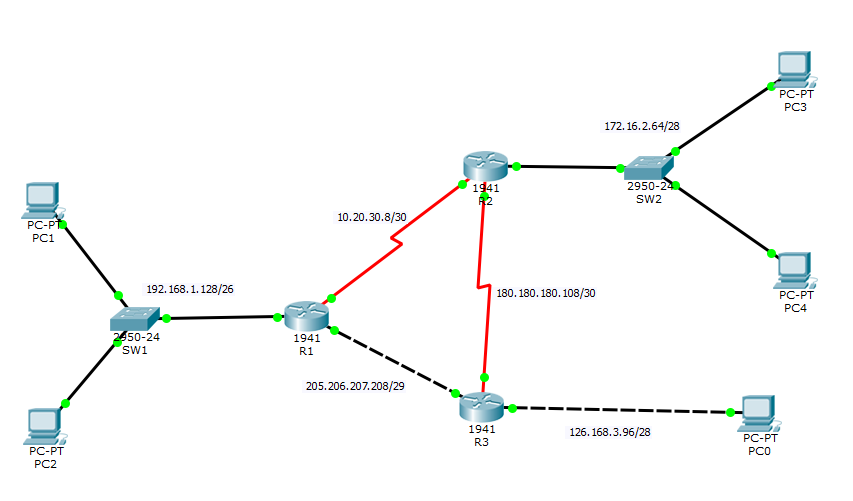 PC-PT
PC3
172.16.2.64/28
1941
R2
2950-24
SW2
PC-PT
PC1
10.20.30.8/30
PC-PT
PC4
192.168.1.128/26
180.180.180.108/30
2950-24
SW1
1941
R1
205.206.207.208/29
1941
R3
126.168.3.96/28
PC-PT
PC0
PC-PT
PC2